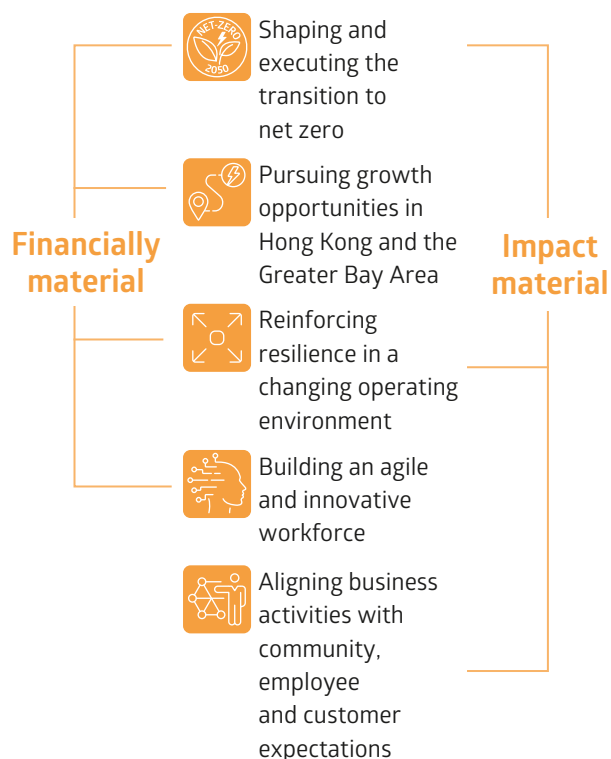 NET-ZERO
2050
Shaping and
executing the
transition to
net zero
Pursuing growth
opportunities in
Hong Kong and the
Greater Bay Area
Financially
material
Impact
material
Reinforcing
resilience in a
changing operating
environment
Building an agile
and innovative
workforce
Aligning business
activities with
community,
employee
and customer
expectations